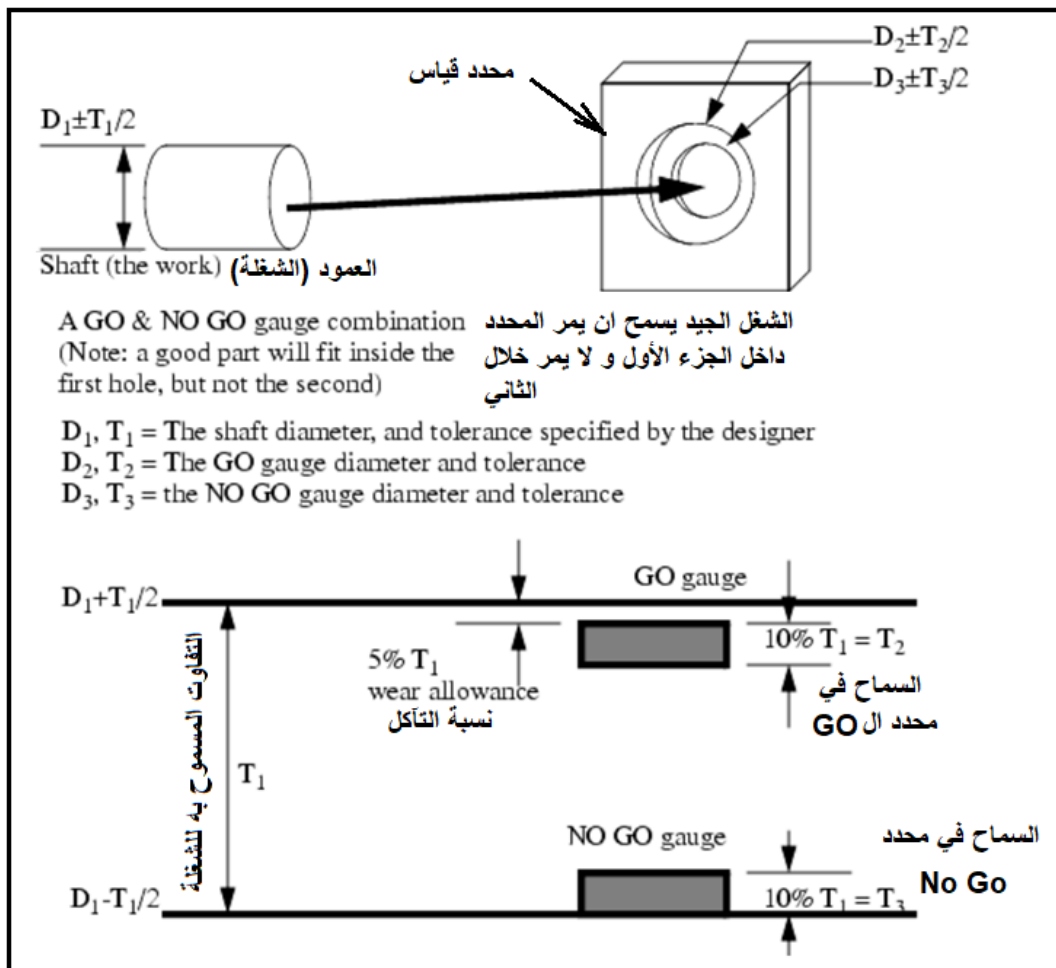 D₂±T₂/2
محدد قياس
D₃±T₃/2
D₁±T₁/2
Shaft (the work) العمود (الشغلة)
A GO & NO GO gauge combination
(Note: a good part will fit inside the
first hole, but not the second)
الشغل الجيد يسمح ان يمر المحدد
داخل الجزء الأول و لا يمر خلال
الثاني
D₁, T₁ = The shaft diameter, and tolerance specified by the designer
D₂, T₂ = The GO gauge diameter and tolerance
D₃, T₃ = the NO GO gauge diameter and tolerance
GO gauge
D₁+T₁/2
10% T₁ = T₂
5% T₁
wear allowance
نسبة التآكل
السماح في
محدد ال GO
التفاوت المسموح به للشغلة
T₁
NO GO gauge
السماح في محدد
No Go
10% T₁ = T₃
D₁-T₁/2